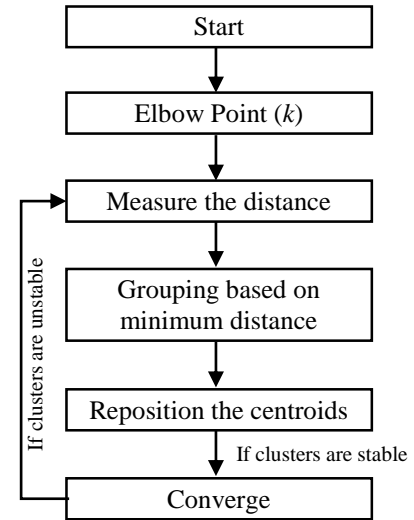 Start
Elbow Point (k)
Measure the distance
Grouping based on
minimum distance
Reposition the centroids
If clusters are stable
Converge
If clusters are unstable